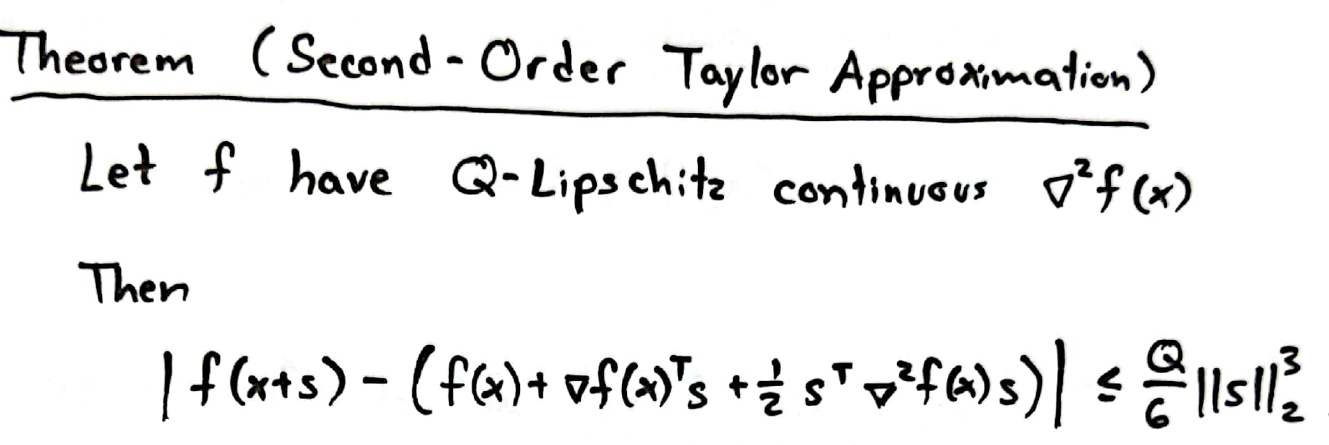 Theorem (Second-Order Taylor Approximation)
Let f have Q-Lipschitz continuous ∇²f(x)
Then
|f(x+s) - (f(x) + ∇f(x)ᵀs + ½ sᵀ∇²f(x)s)| ≤ Q/6 ||s||₂³